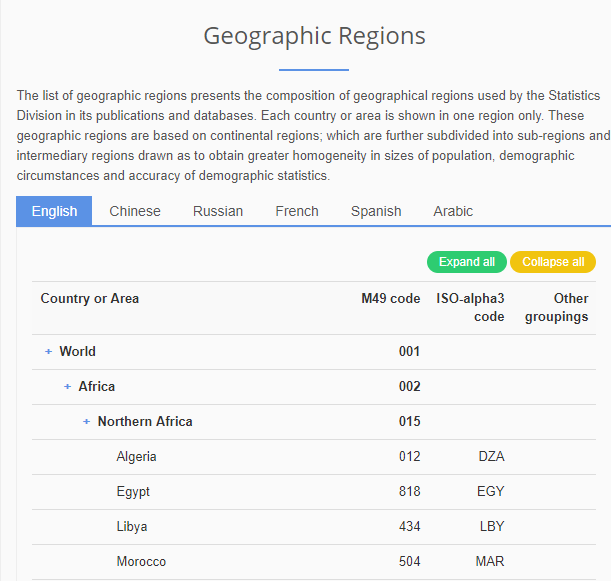 Geographic Regions
The list of geographic regions presents the composition of geographical regions used by the Statistics
Division in its publications and databases. Each country or area is shown in one region only. These
geographic regions are based on continental regions; which are further subdivided into sub-regions and
intermediary regions drawn as to obtain greater homogeneity in sizes of population, demographic
circumstances and accuracy of demographic statistics.
English Chinese Russian French Spanish Arabic
Expand all Collapse all
Country or Area M49 code ISO-alpha3 code Other groupings
+ World 001
+ Africa 002
+ Northern Africa 015
Algeria 012 DZA
Egypt 818 EGY
Libya 434 LBY
Morocco 504 MAR